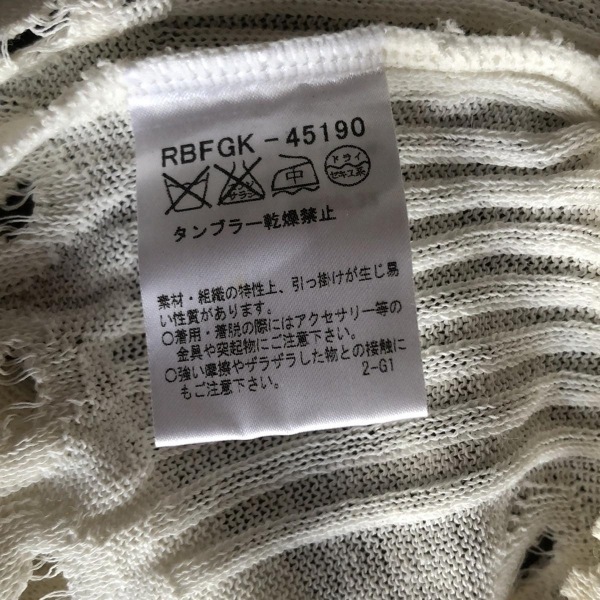 RBFGK-45190
中
ドライ
セキユ系
タンブラー乾燥禁止
素材・組織の特性上、引っ掛けが生じ易
い性質があります。
○着用・着脱の際にはアクセサリー等の
金具や突起物にご注意下さい。
○強い摩擦やザラザラした物との接触に
もご注意下さい。 2-G1